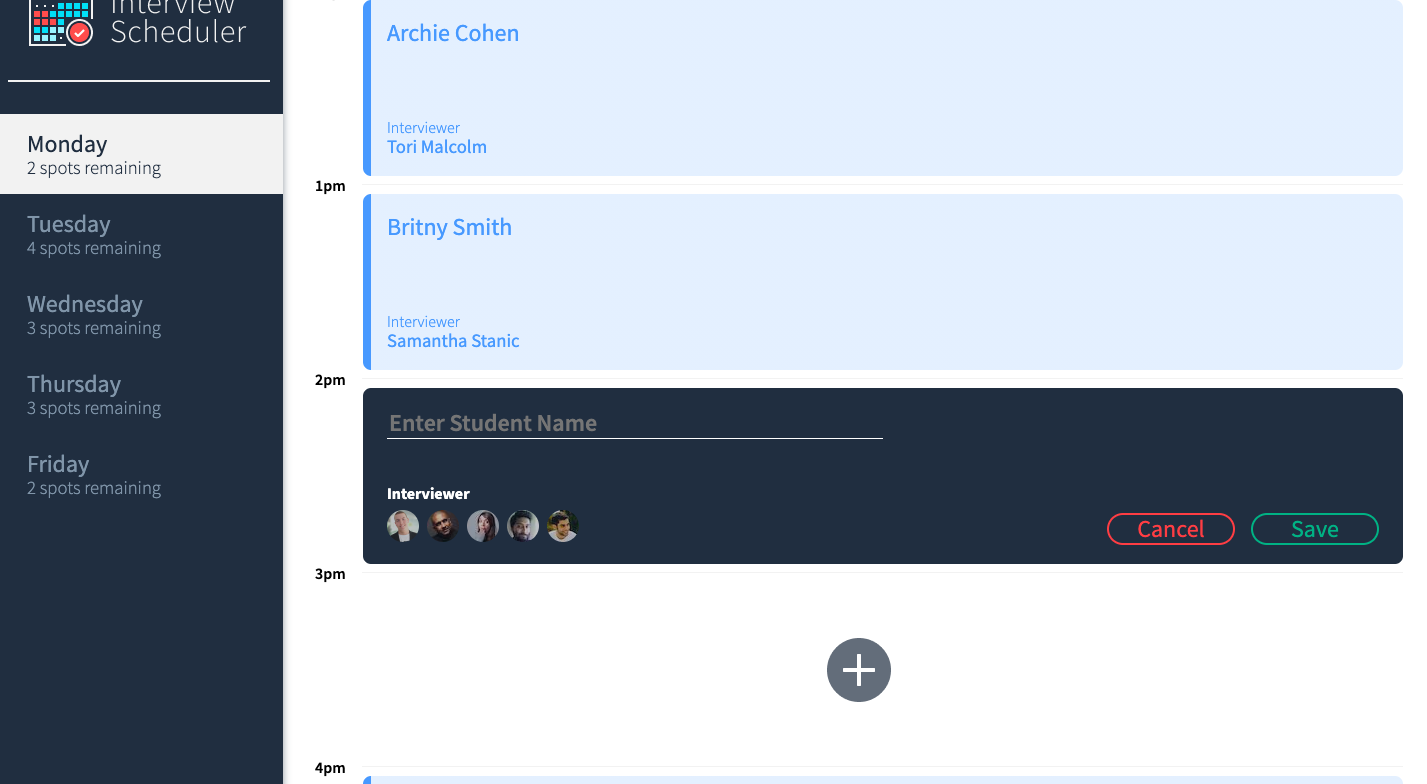 Interview
Scheduler
Monday
2 spots remaining
Tuesday
4 spots remaining
Wednesday
3 spots remaining
Thursday
3 spots remaining
Friday
2 spots remaining
Archie Cohen
Interviewer
Tori Malcolm
1pm
Britny Smith
Interviewer
Samantha Stanic
2pm
Enter Student Name
Interviewer
Cancel
Save
3pm
4pm